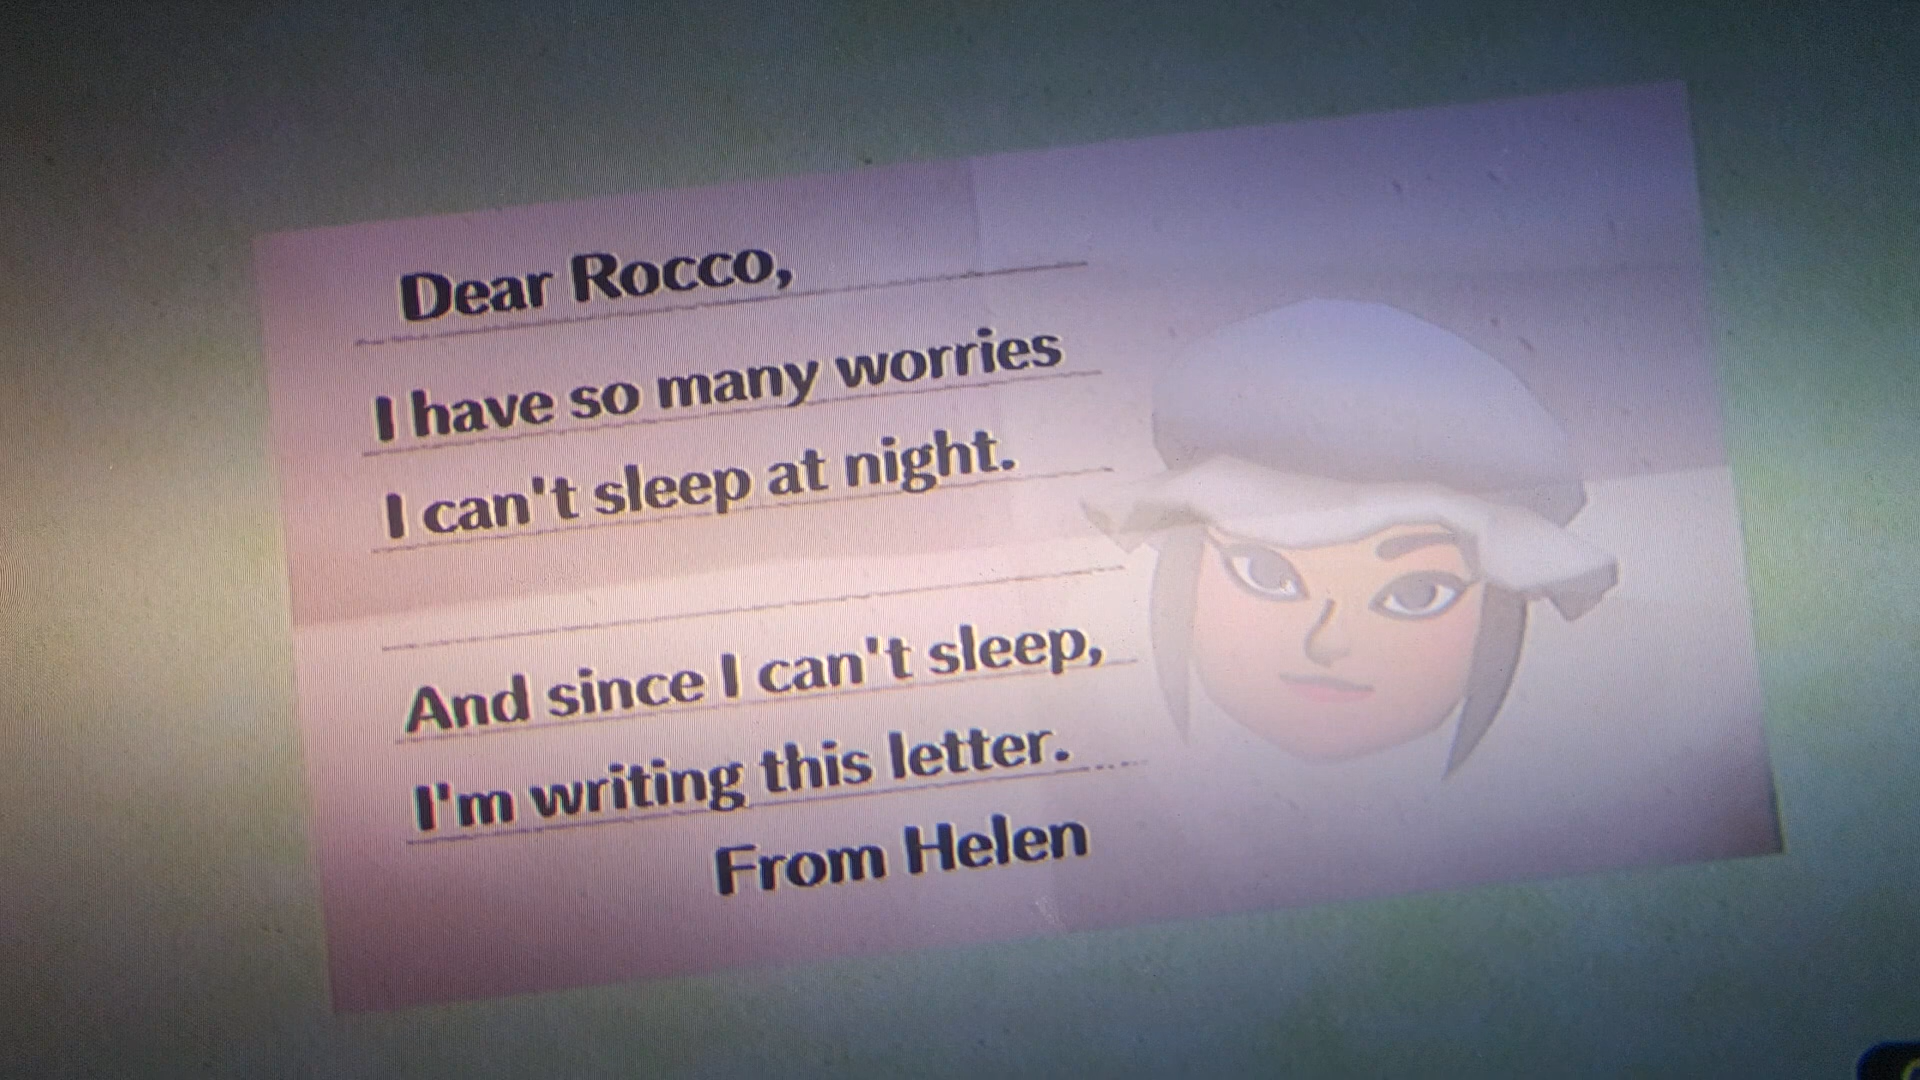 Dear Rocco,
I have so many worries
I can't sleep at night.
And since I can't sleep,
I'm writing this letter.
From Helen